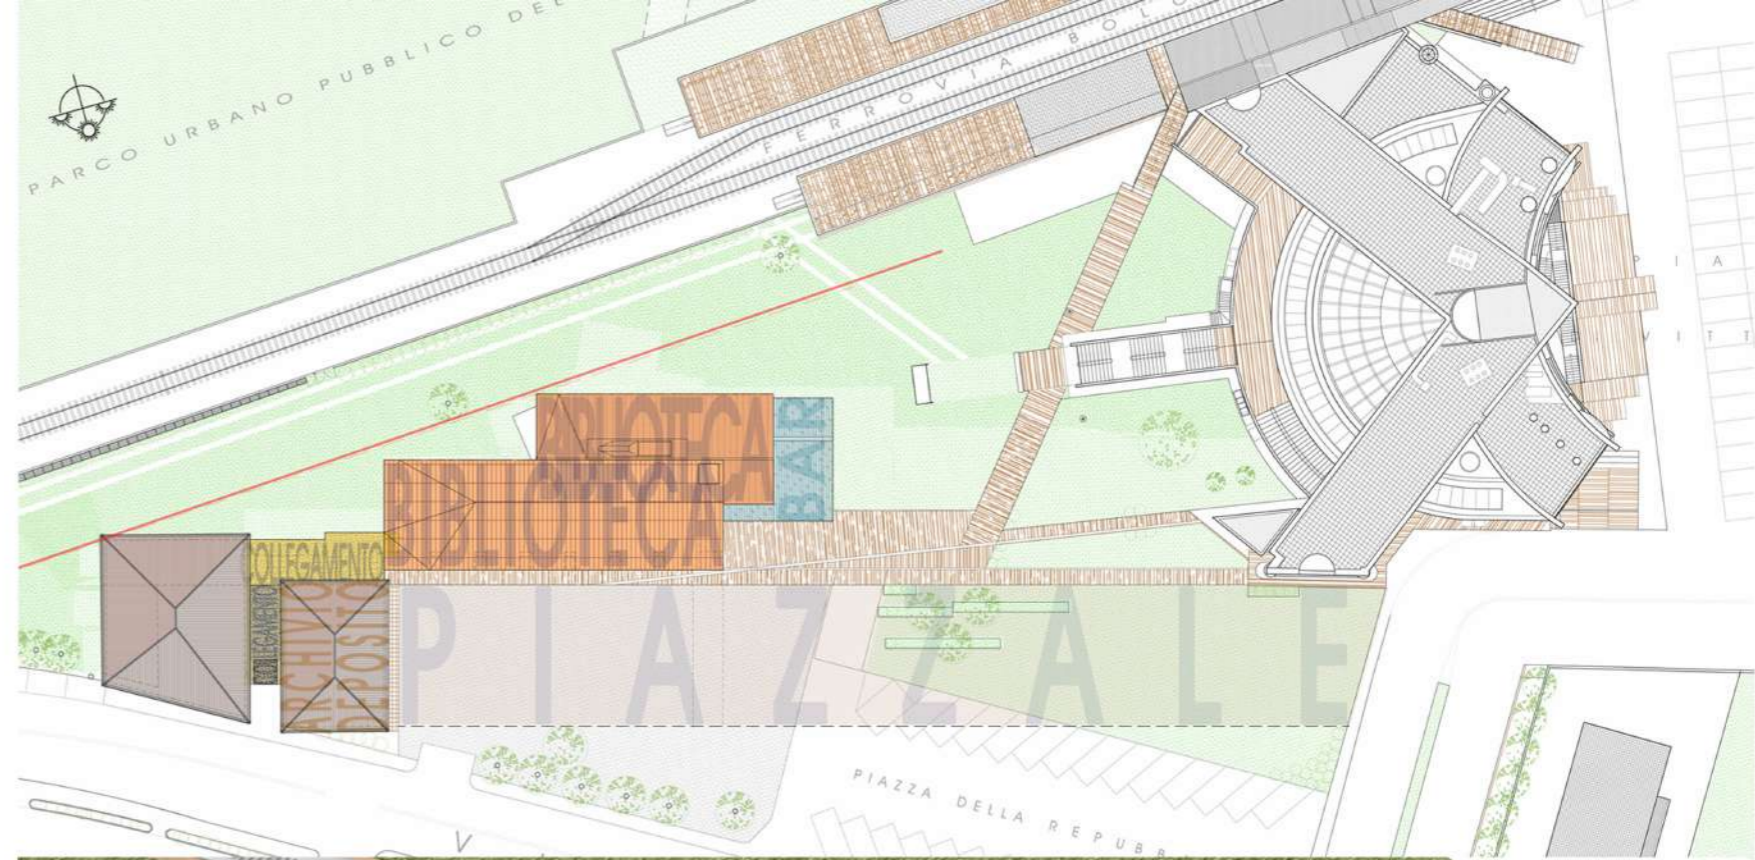 PARCO URBANO PUBBLICO DEL
FERROVIA BOLO
PIA
VITT
BIBLIOTECA
BAR
BIBLIOTECA
COLLEGAMENTO
COLLEGAMENTO
ARCHIVIO
DEPOSITO
PIAZZALE
PIAZZA DELLA REPUBB
V